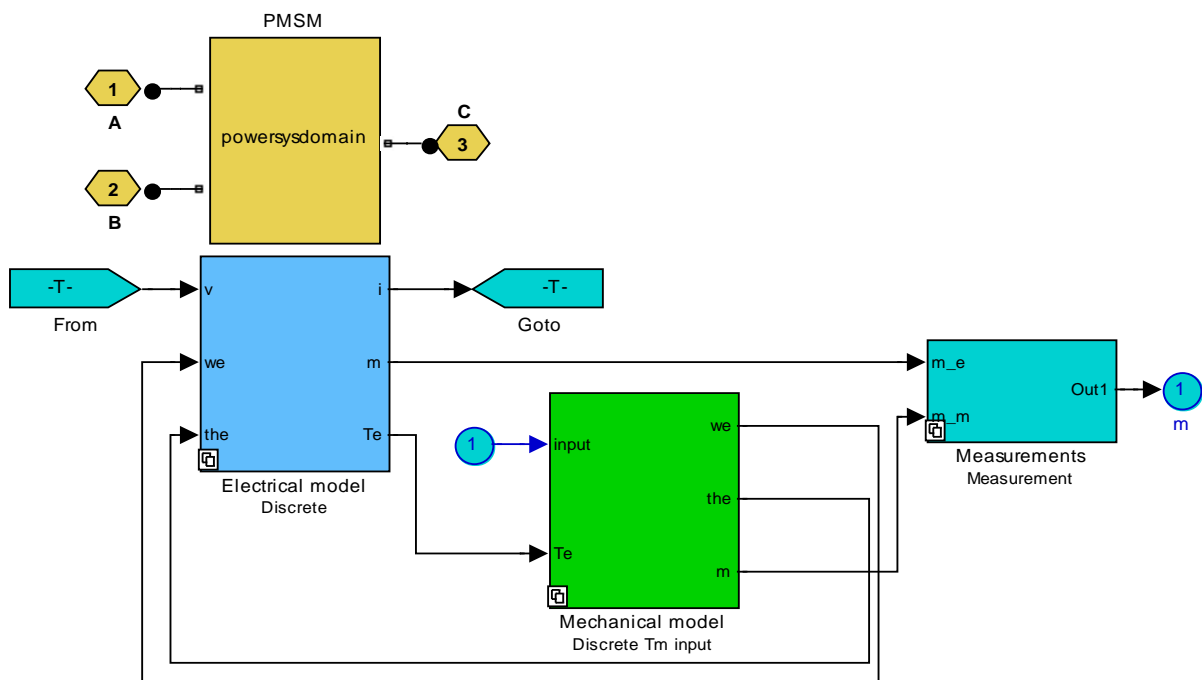 PMSM
1
A
powersysdomain
C
3
2
B
-T-
From
v
we
the
i
m
Te
Electrical model
Discrete
-T-
Goto
1
input
Te
we
the
m
Mechanical model
Discrete Tm input
m_e
m_m
Out1
Measurements
Measurement
1
m